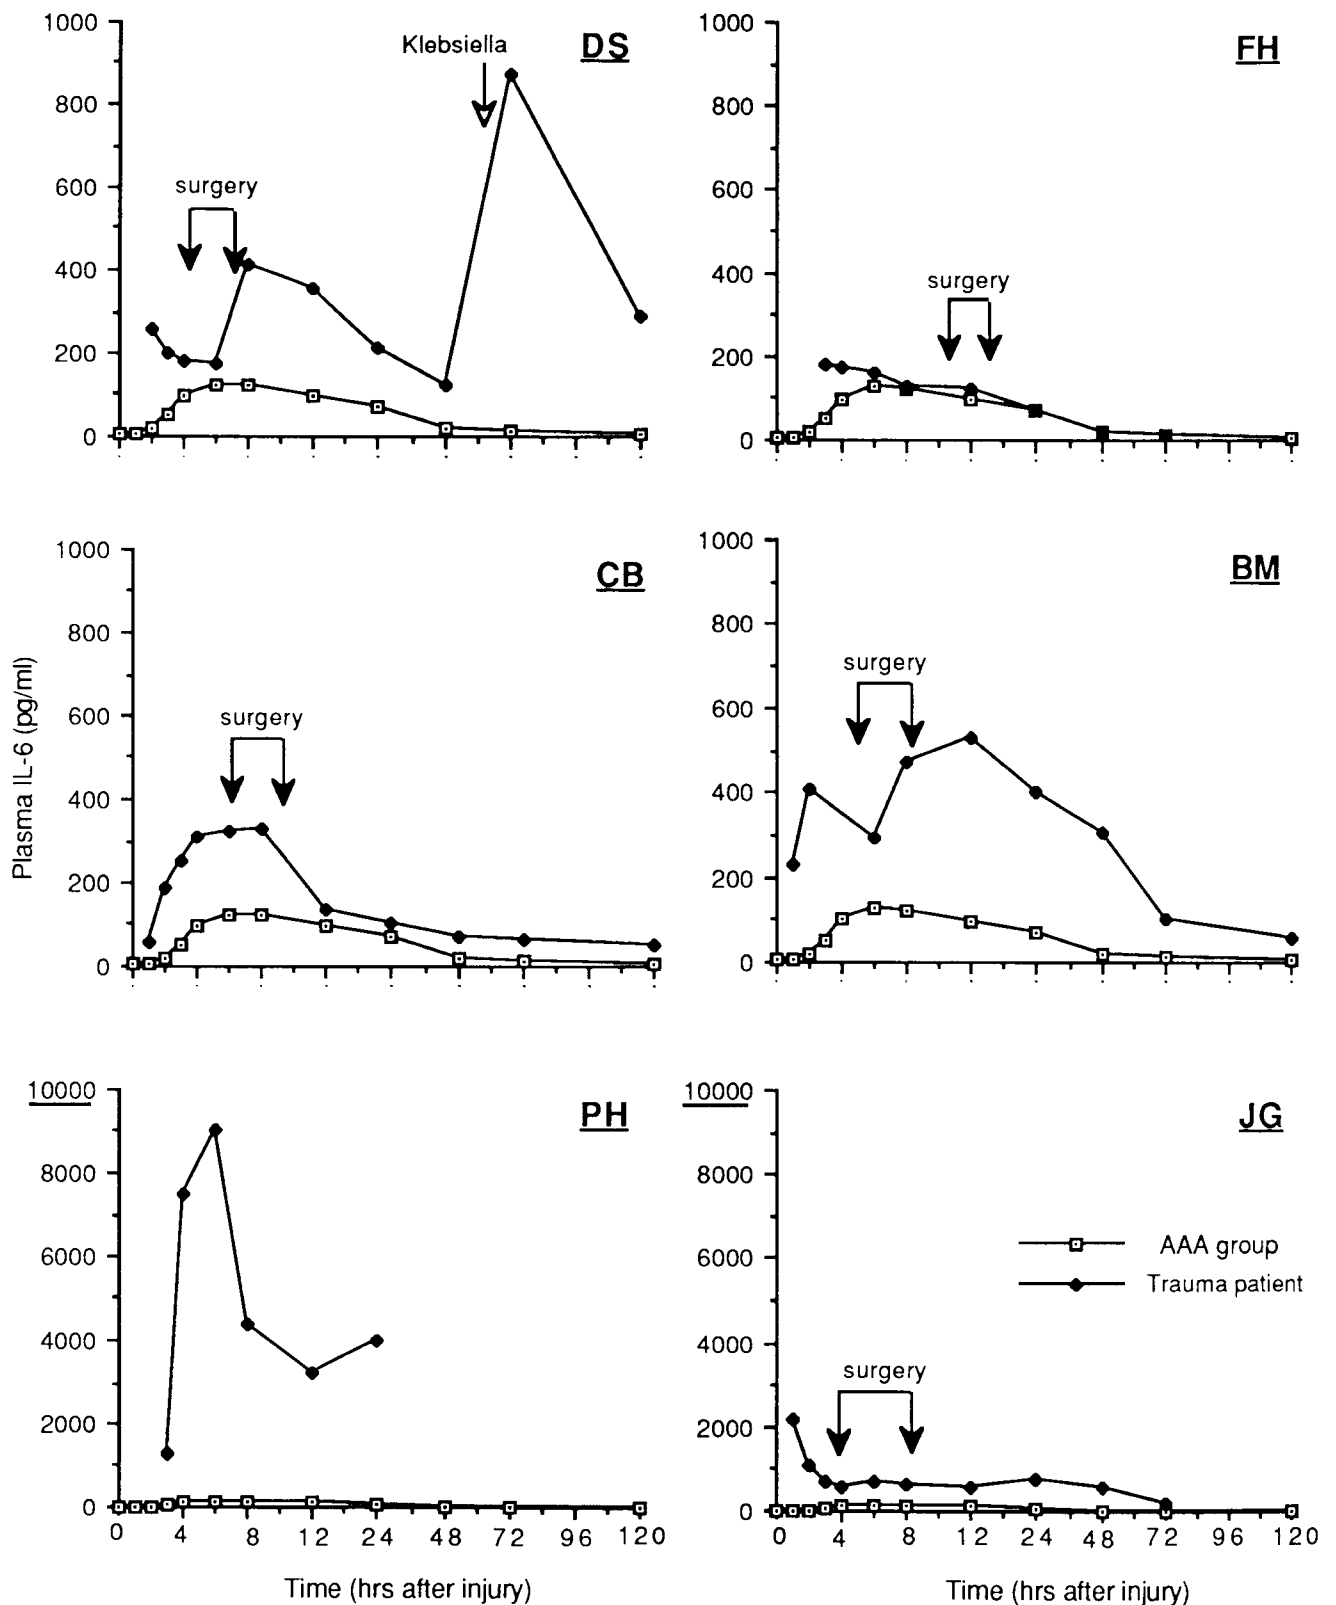 DS
Klebsiella
surgery
1000
800
600
400
200
0
FH
surgery
1000
800
600
400
200
0
CB
surgery
1000
800
600
400
200
0
Plasma IL-6 (pg/ml)
BM
surgery
1000
800
600
400
200
0
PH
10000
8000
6000
4000
2000
0
0 4 8 12 24 48 72 96 120
Time (hrs after injury)
JG
10000
8000
6000
4000
2000
0
AAA group
Trauma patient
surgery
0 4 8 12 24 48 72 96 120
Time (hrs after injury)